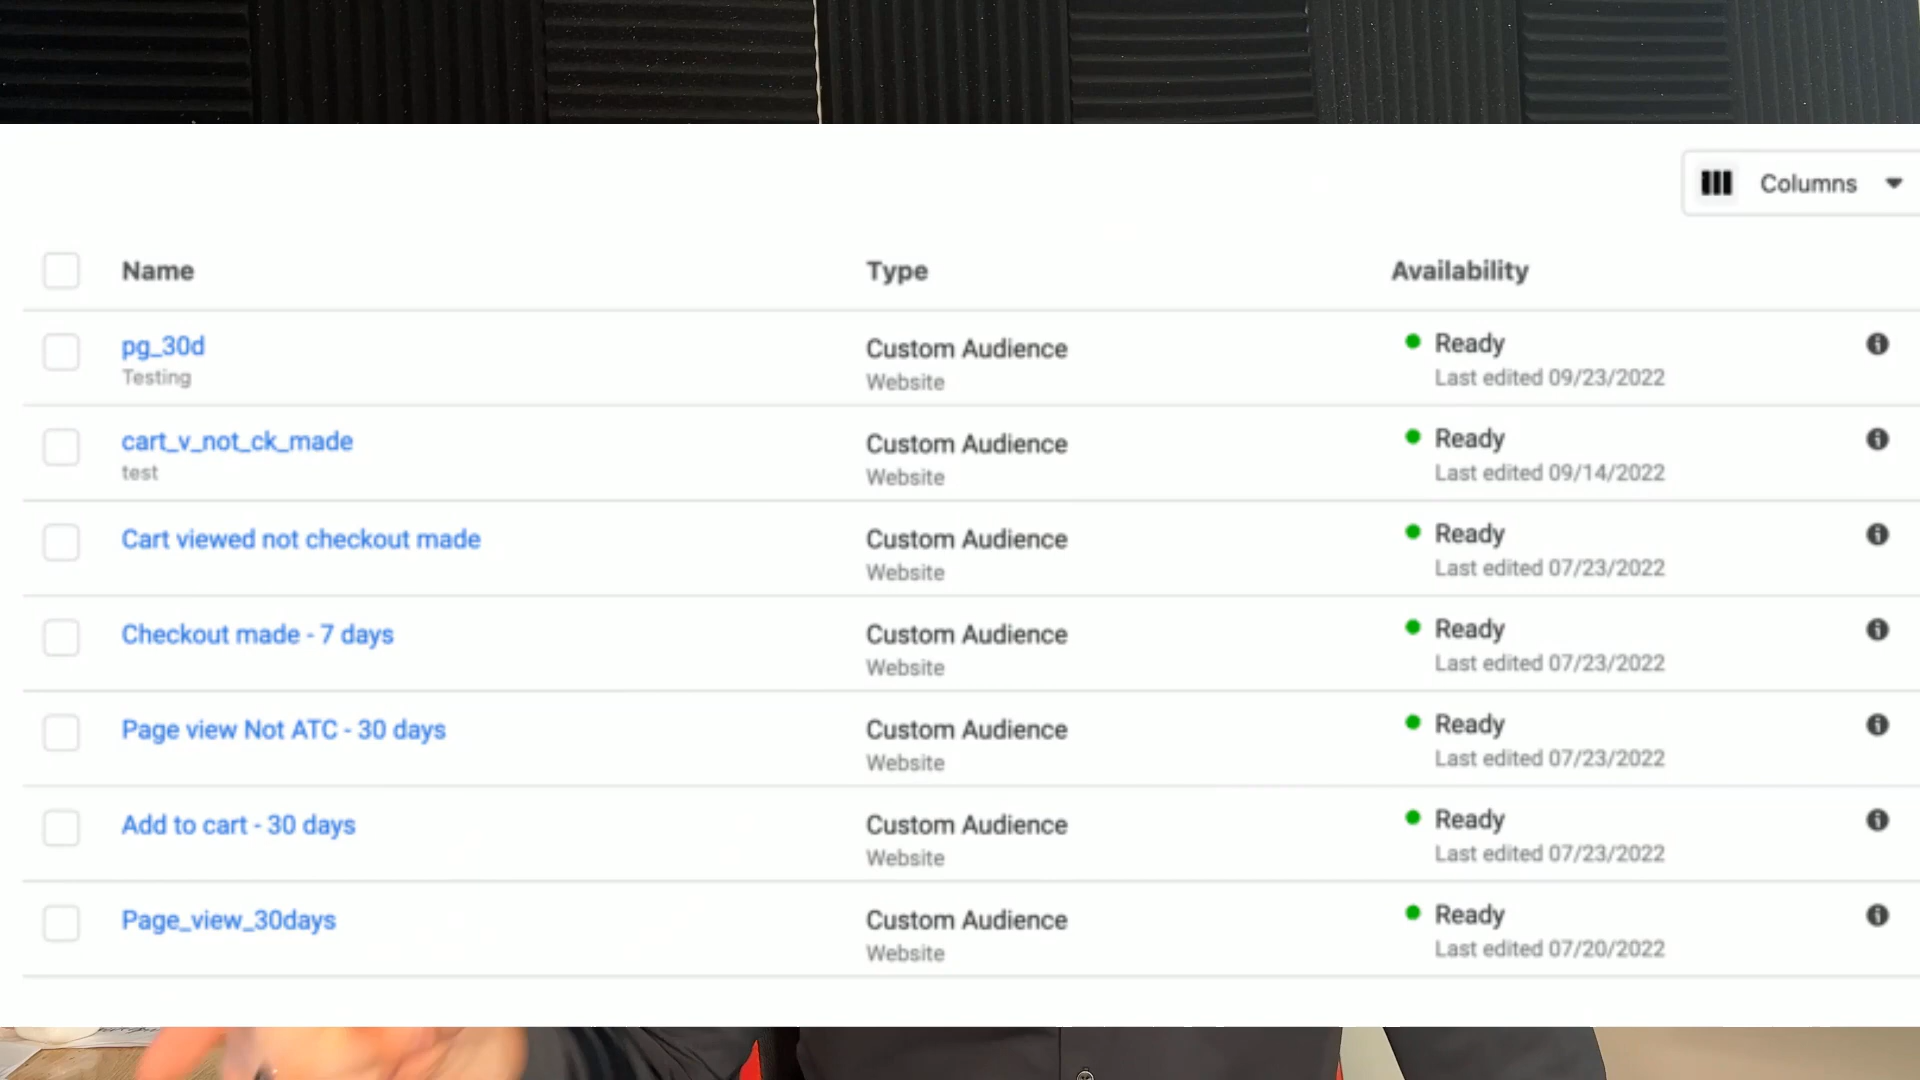 Columns
Name Type Availability
pg_30d Custom Audience Ready
Testing Website Last edited 09/23/2022
cart_v_not_ck_made Custom Audience Ready
test Website Last edited 09/14/2022
Cart viewed not checkout made Custom Audience Ready
Website Last edited 07/23/2022
Checkout made - 7 days Custom Audience Ready
Website Last edited 07/23/2022
Page view Not ATC - 30 days Custom Audience Ready
Website Last edited 07/23/2022
Add to cart - 30 days Custom Audience Ready
Website Last edited 07/23/2022
Page_view_30days Custom Audience Ready
Website Last edited 07/20/2022